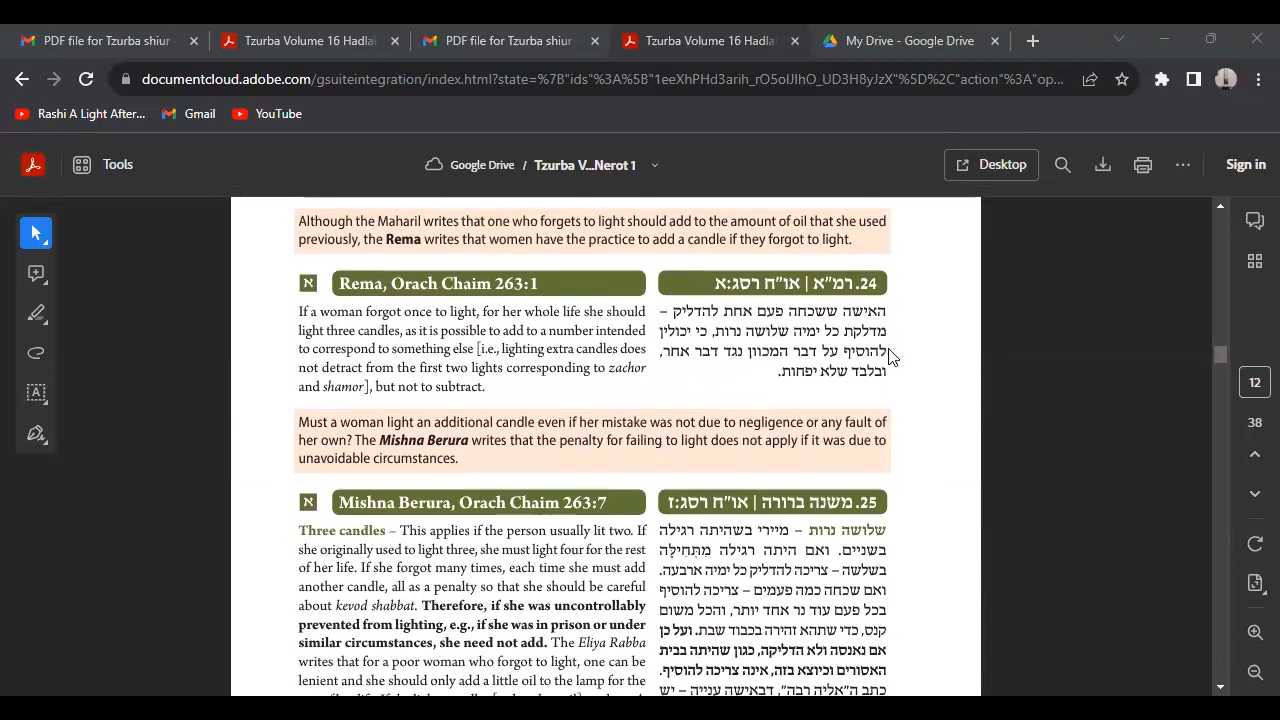 PDF file for Tzurba shiur
Tzurba Volume 16 Hadla
PDF file for Tzurba shiur
Tzurba Volume 16 Hadla
My Drive - Google Drive
documentcloud.adobe.com/gsuiteintegration/index.html?state=%7B"ids"%3A%5B"1eeXhPHd3arih_rO5oIJlhO_UD3H8yJzX"%5D%2C"action"%3A"op...
Rashi A Light After...
Gmail
YouTube
Tools
Google Drive / Tzurba V...Nerot 1
Desktop
Sign in
Although the Maharil writes that one who forgets to light should add to the amount of oil that she used
previously, the Rema writes that women have the practice to add a candle if they forgot to light.
א
Rema, Orach Chaim 263:1
If a woman forgot once to light, for her whole life she should
light three candles, as it is possible to add to a number intended
to correspond to something else [i.e., lighting extra candles does
not detract from the first two lights corresponding to zachor
and shamor], but not to subtract.
24. רמ"א | או"ח רסג:א
האישה ששכחה פעם אחת להדליק –
מדלקת כל ימיה שלושה נרות, כי יכולין
להוסיף על דבר המכוון נגד דבר אחר,
ובלבד שלא יפחות.
Must a woman light an additional candle even if her mistake was not due to negligence or any fault of
her own? The Mishna Berura writes that the penalty for failing to light does not apply if it was due to
unavoidable circumstances.
א
Mishna Berura, Orach Chaim 263:7
Three candles – This applies if the person usually lit two. If
she originally used to light three, she must light four for the rest
of her life. If she forgot many times, each time she must add
another candle, all as a penalty so that she should be careful
about kevod shabbat. Therefore, if she was uncontrollably
prevented from lighting, e.g., if she was in prison or under
similar circumstances, she need not add. The Eliya Rabba
writes that for a poor woman who forgot to light, one can be
lenient and she should only add a little oil to the lamp for the
25. משנה ברורה | או"ח רסג:ז
שלושה נרות – מיירי בשהיתה רגילה
בשניים. ואם היתה רגילה מִתְּחִילָּה
בשלשה – צריכה להדליק כל ימיה ארבעה.
ואם שכחה כמה פעמים – צריכה להוסיף
בכל פעם עוד נר אחד יותר, והכל משום
קנס, כדי שתהא זהירה בכבוד שבת. ועל כן
אם נאנסה ולא הדליקה, כגון שהיתה בבית
האסורים וכיוצא בזה, אינה צריכה להוסיף.
כתב ה"אליה רבה", דבאישה ענייה – יש
12
38